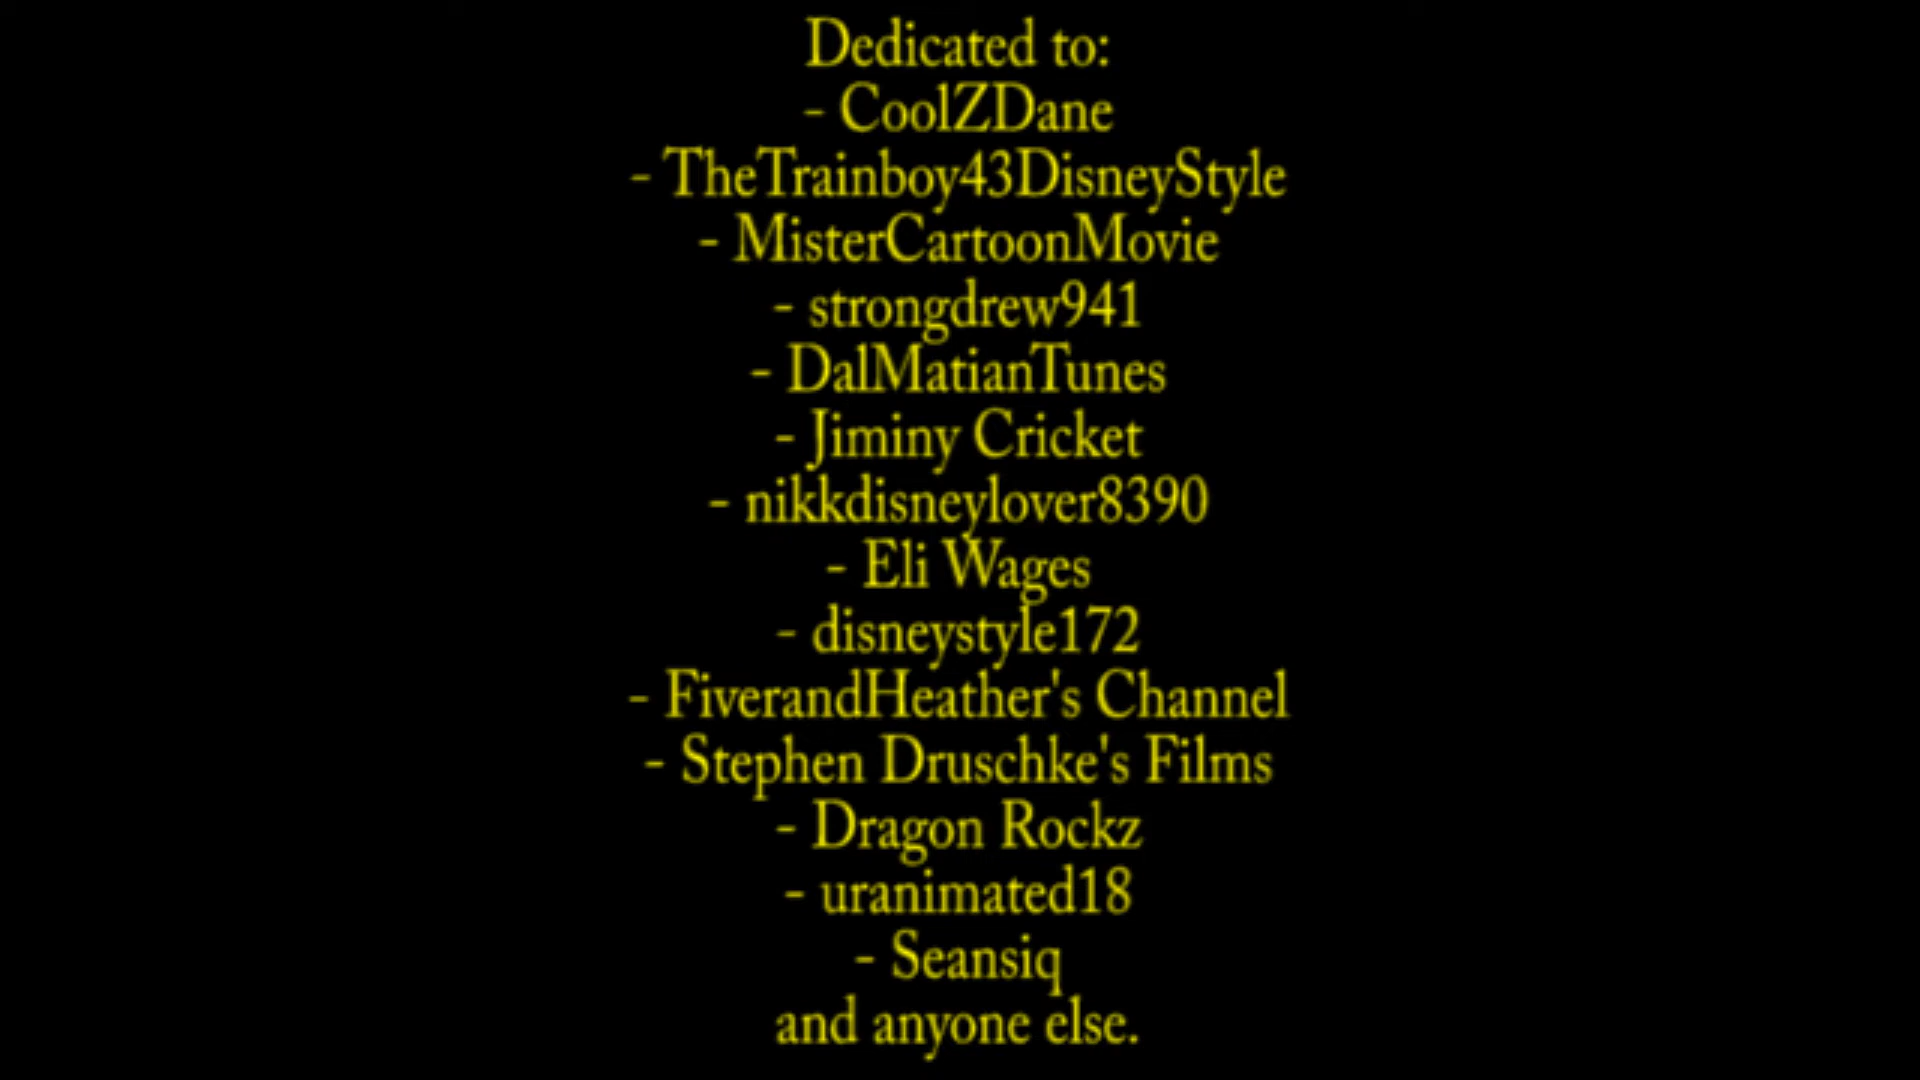 Dedicated to:
- CoolZDane
- TheTrainboy43DisneyStyle
- MisterCartoonMovie
- strongdrew941
- DalMatianTunes
- Jiminy Cricket
- nikkdisneylover8390
- Eli Wages
- disneystyle172
- FiverandHeather's Channel
- Stephen Druschke's Films
- Dragon Rockz
- uranimated18
- Seansiq
and anyone else.